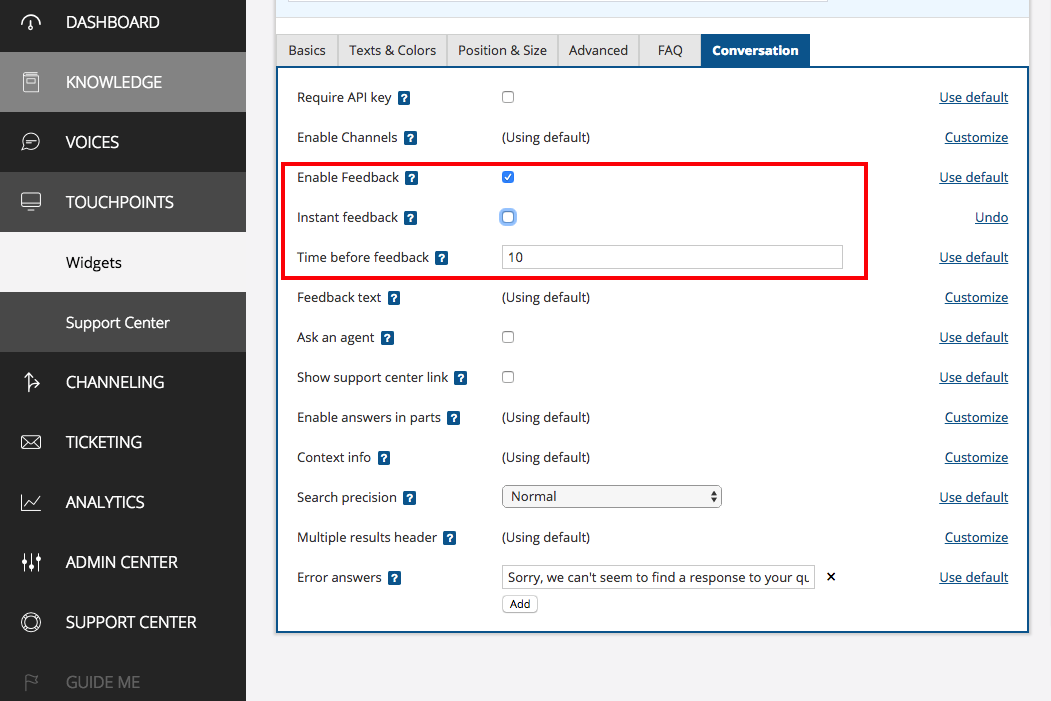 DASHBOARD
KNOWLEDGE
VOICES
TOUCHPOINTS
Widgets
Support Center
CHANNELING
TICKETING
ANALYTICS
ADMIN CENTER
SUPPORT CENTER
GUIDE ME
Basics Texts & Colors Position & Size Advanced FAQ Conversation
Require API key ? Use default
Enable Channels ? (Using default) Customize
Enable Feedback ? Use default
Instant feedback ? Undo
Time before feedback ? 10 Use default
Feedback text ? (Using default) Customize
Ask an agent ? Use default
Show support center link ? Use default
Enable answers in parts ? (Using default) Customize
Context info ? (Using default) Customize
Search precision ? Normal Use default
Multiple results header ? (Using default) Customize
Error answers ? Sorry, we can't seem to find a response to your qu × Use default
Add